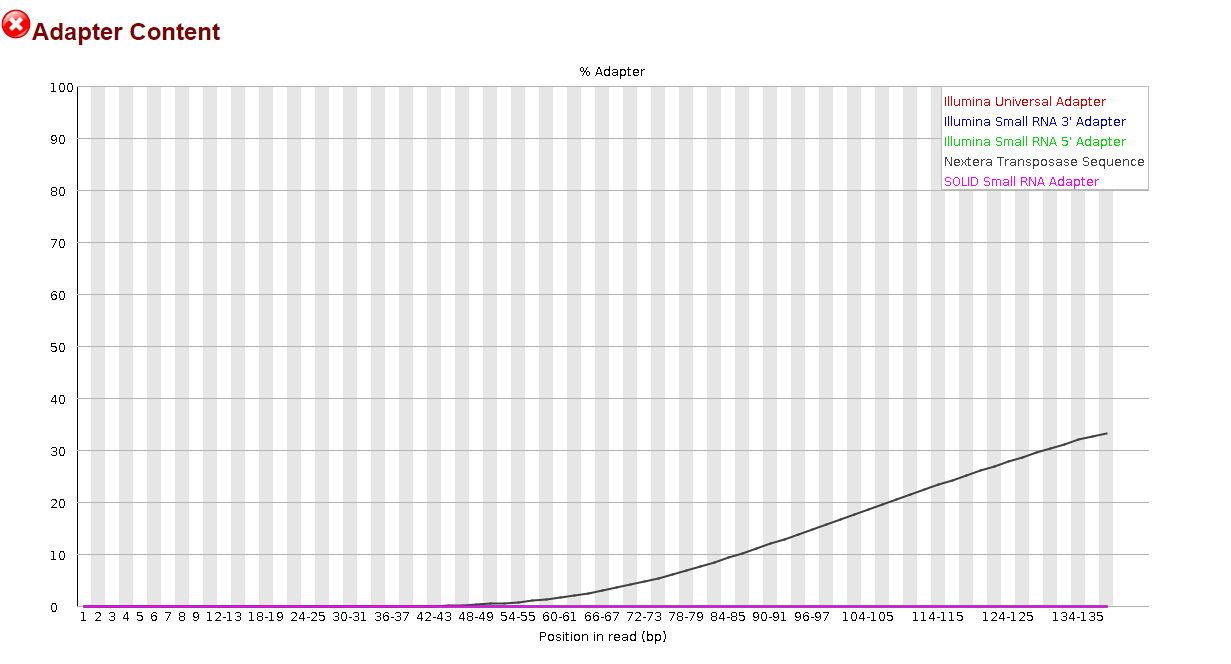 Adapter Content
% Adapter
100
90
80
70
60
50
40
30
20
10
0
Illumina Universal Adapter
Illumina Small RNA 3' Adapter
Illumina Small RNA 5' Adapter
Nextera Transposase Sequence
SOLID Small RNA Adapter
1 2 3 4 5 6 7 8 9 12-13 18-19 24-25 30-31 36-37 42-43 48-49 54-55 60-61 66-67 72-73 78-79 84-85 90-91 96-97 104-105 114-115 124-125 134-135
Position in read (bp)